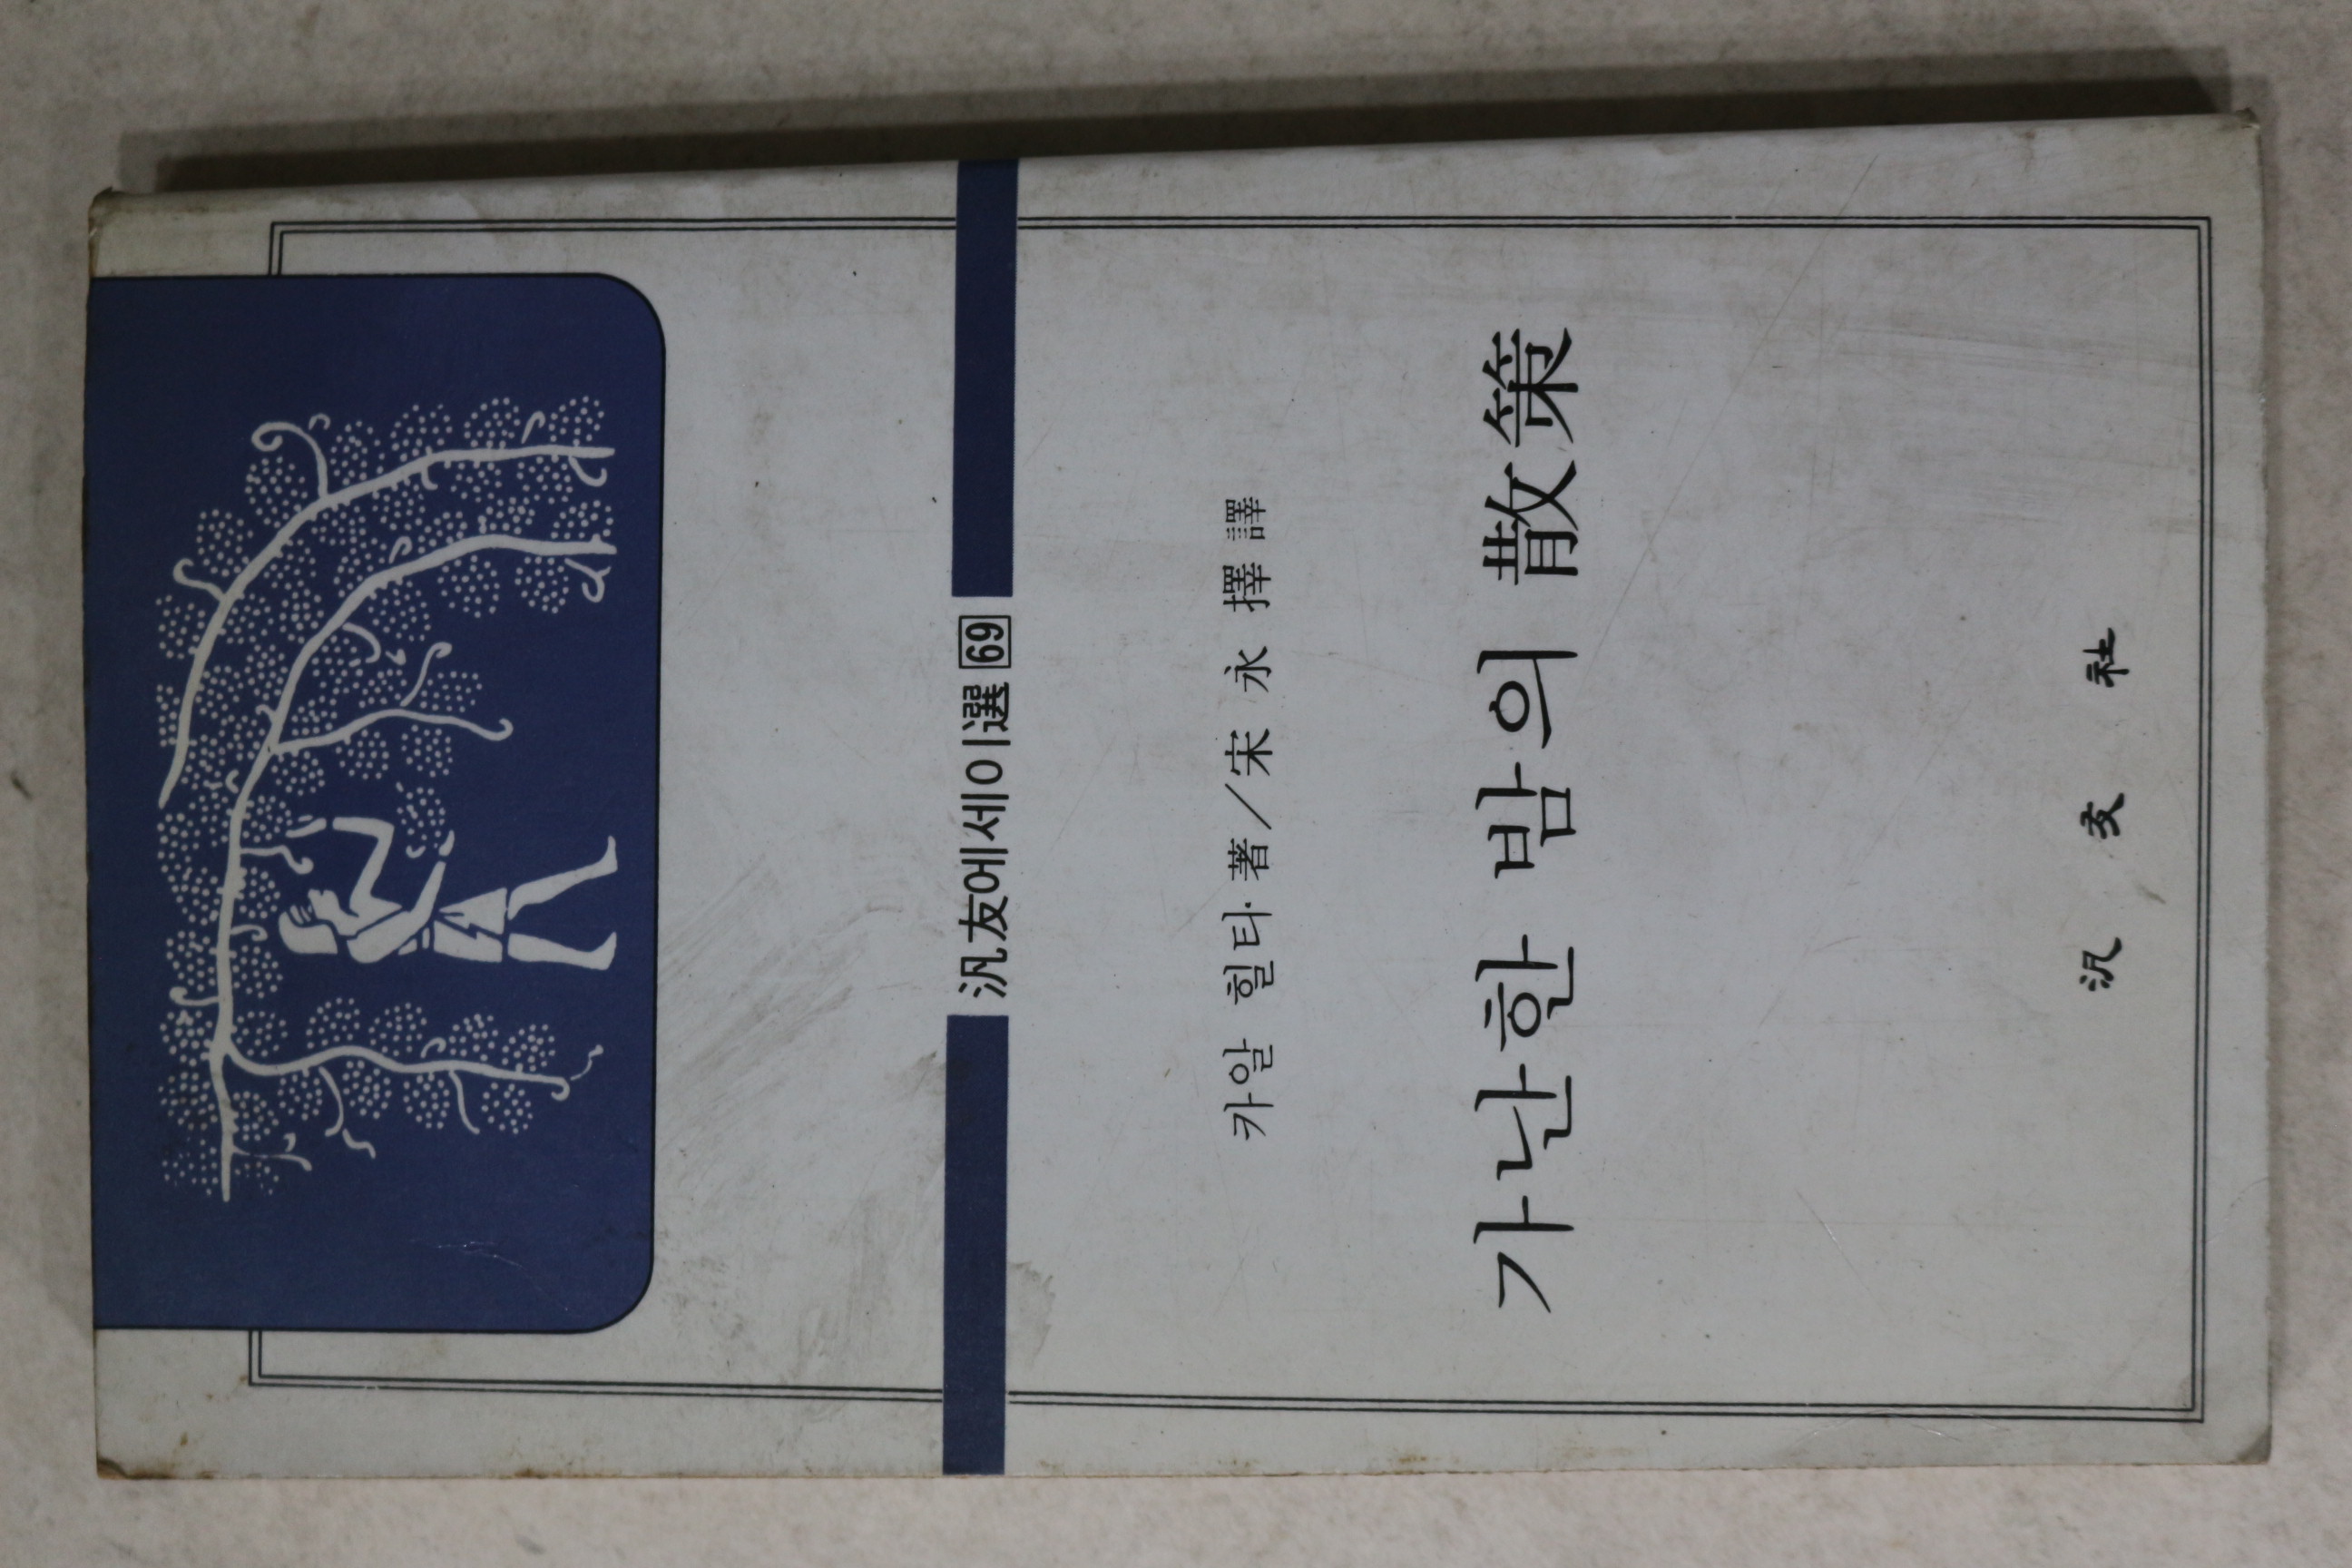 汎友에세이選 69
카알 힐티 著／宋 永 擇 譯
가난한 밤의 散策
汎 友 社